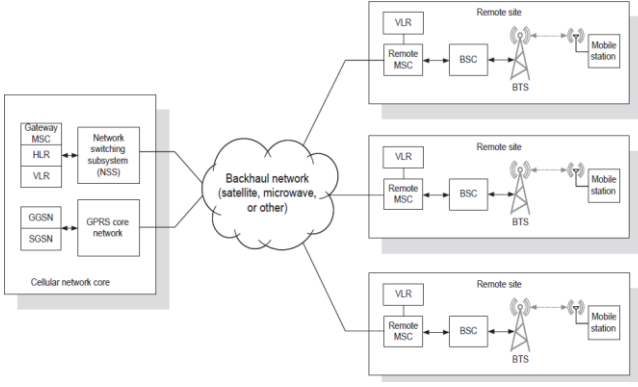 Remote site
VLR
Remote
MSC
BSC
BTS
Mobile
station
Gateway
MSC
HLR
VLR
Network
switching
subsystem
(NSS)
GGSN
SGSN
GPRS core
network
Cellular network core
Backhaul network
(satellite, microwave,
or other)
Remote site
VLR
Remote
MSC
BSC
BTS
Mobile
station
Remote site
VLR
Remote
MSC
BSC
BTS
Mobile
station